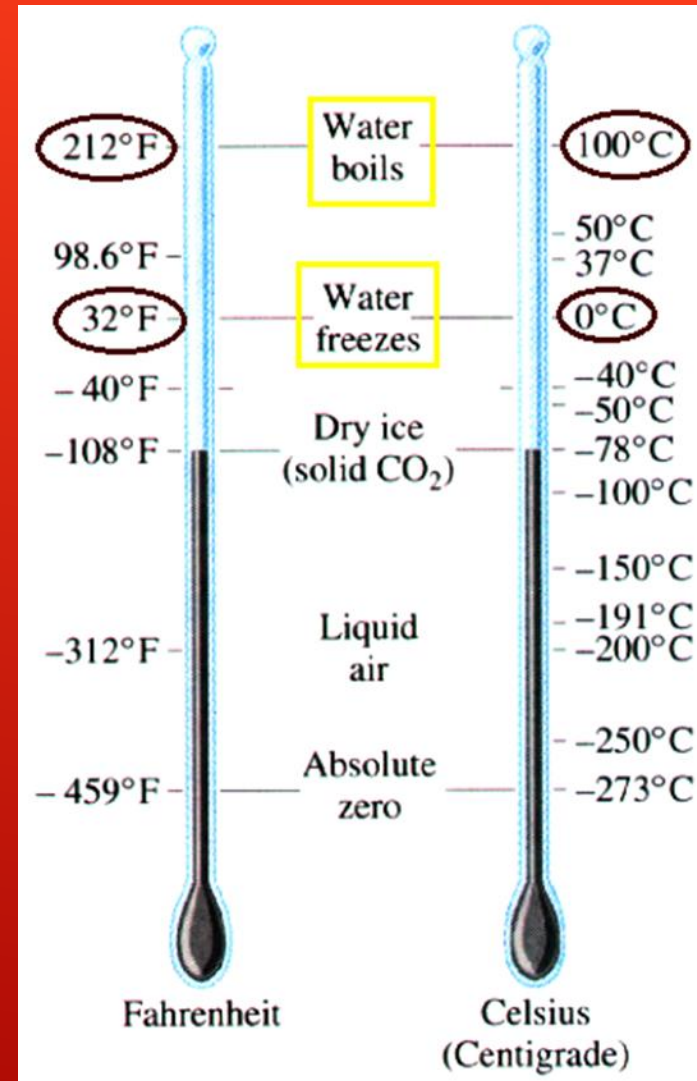 212°F
Water
boils
100°C
50°C
98.6°F
37°C
32°F
Water
freezes
0°C
– 40°F
–40°C
–50°C
–108°F
Dry ice
(solid CO₂)
–78°C
–100°C
–150°C
–191°C
–312°F
Liquid
air
–200°C
–250°C
– 459°F
Absolute
zero
–273°C
Fahrenheit
Celsius
(Centigrade)